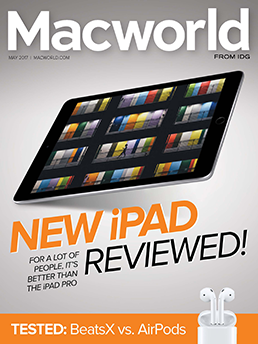 Macworld
FROM IDG
MAY 2017 | MACWORLD.COM
NEW iPAD
REVIEWED!
FOR A LOT OF
PEOPLE, IT'S
BETTER THAN
THE iPAD PRO
TESTED: BeatsX vs. AirPods